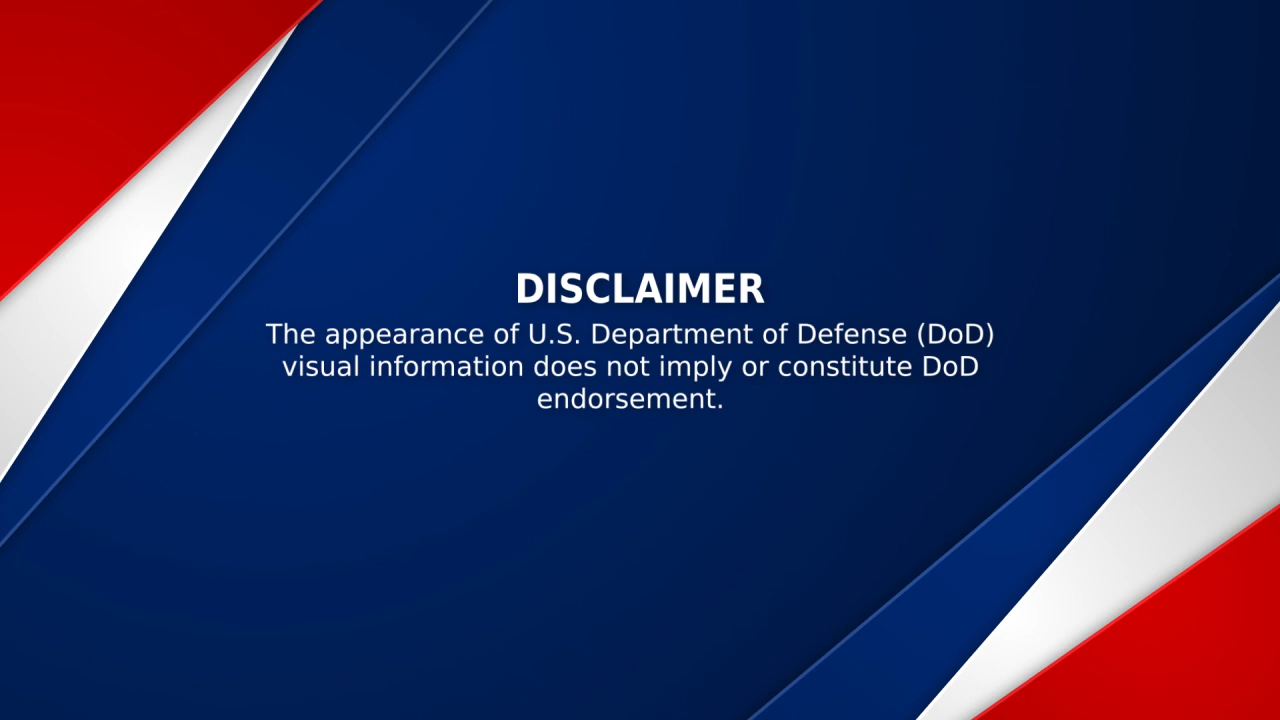 DISCLAIMER
The appearance of U.S. Department of Defense (DoD)
visual information does not imply or constitute DoD
endorsement.